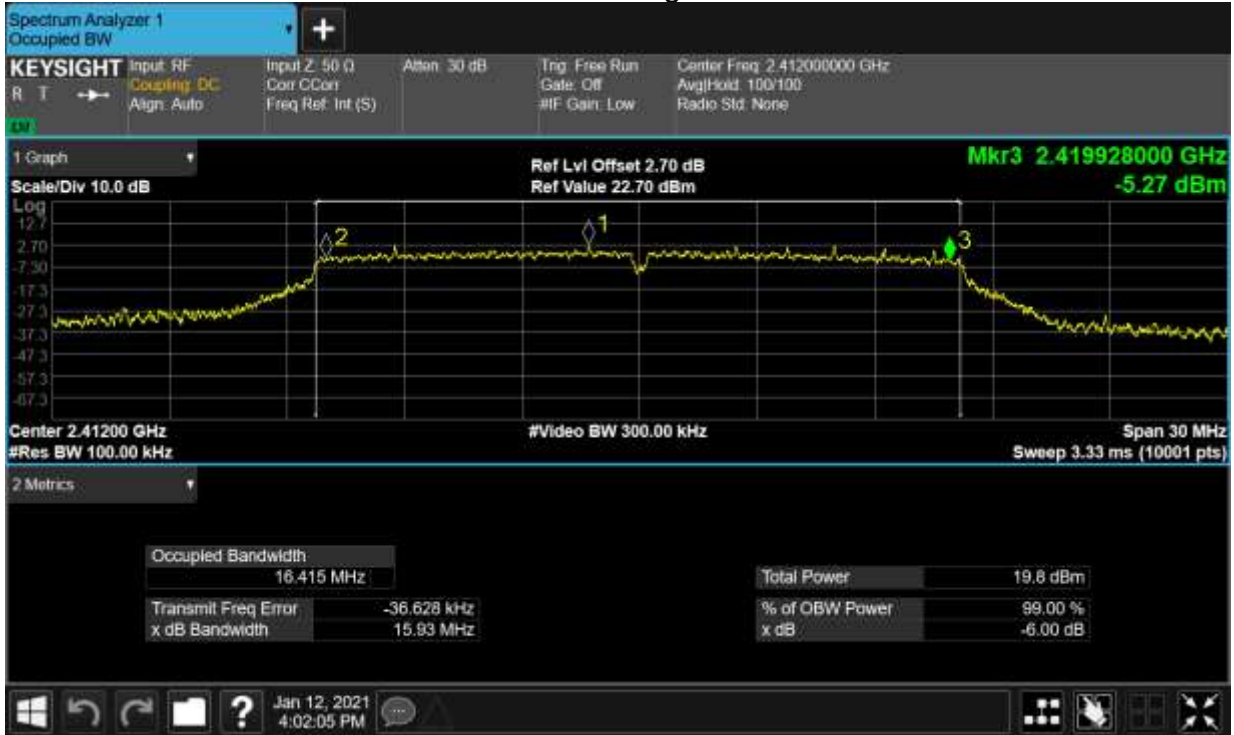 Spectrum Analyzer 1
Occupied BW
KEYSIGHT
R T
Input: RF
Coupling: DC
Align: Auto
Input Z: 50 Ω
Corr CCorr
Freq Ref: Int (S)
Atten: 30 dB
Trig: Free Run
Gate: Off
#IF Gain: Low
Center Freq: 2.412000000 GHz
Avg|Hold: 100/100
Radio Std: None
1 Graph
Scale/Div 10.0 dB
Ref Lvl Offset 2.70 dB
Ref Value 22.70 dBm
Mkr3 2.419928000 GHz
-5.27 dBm
Log
12.7
2.70
-7.30
-17.3
-27.3
-37.3
-47.3
-57.3
-67.3
2
1
3
Center 2.41200 GHz
#Res BW 100.00 kHz
#Video BW 300.00 kHz
Span 30 MHz
Sweep 3.33 ms (10001 pts)
2 Metrics
Occupied Bandwidth
16.415 MHz
Transmit Freq Error -36.628 kHz
x dB Bandwidth 15.93 MHz
Total Power 19.8 dBm
% of OBW Power 99.00 %
x dB -6.00 dB
?
Jan 12, 2021
4:02:05 PM